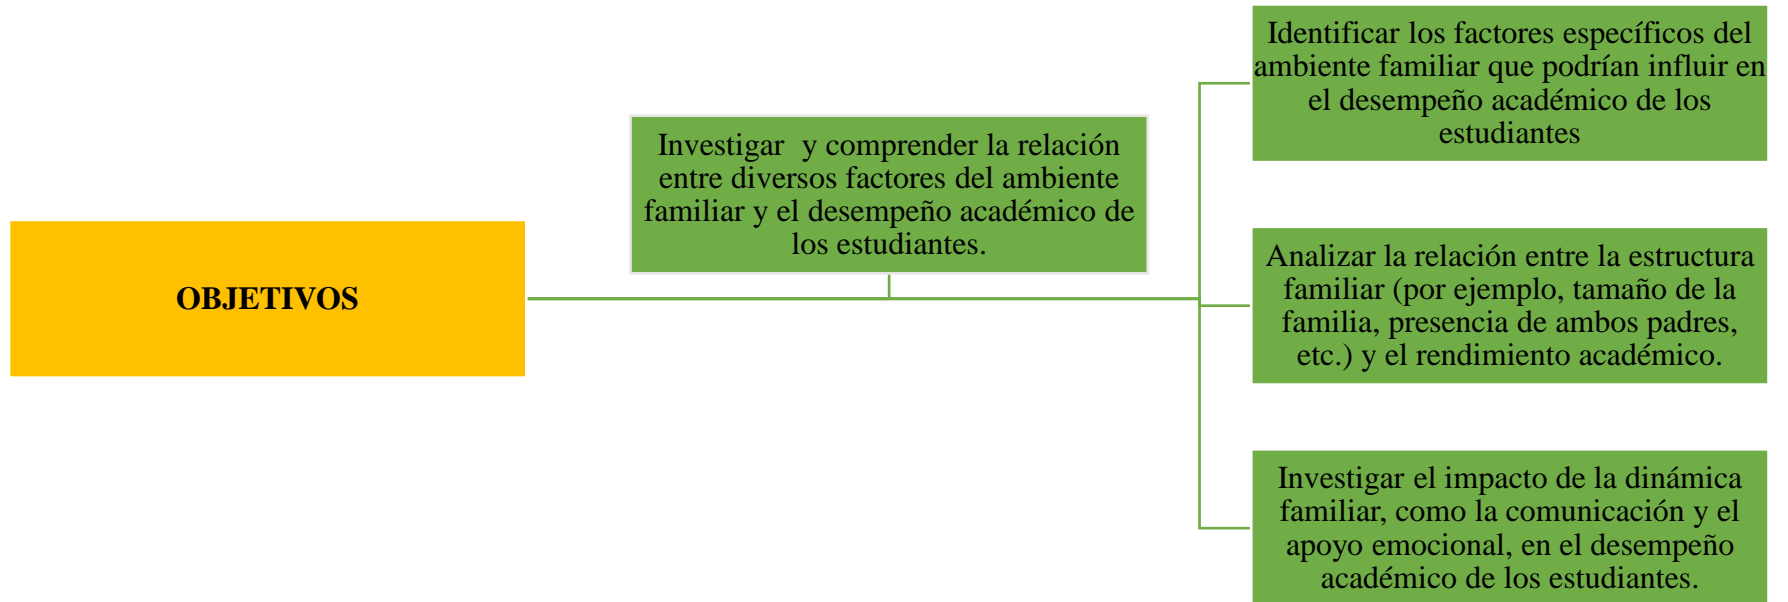 OBJETIVOS
Investigar  y comprender la relación
entre diversos factores del ambiente
familiar y el desempeño académico de
los estudiantes.
Identificar los factores específicos del
ambiente familiar que podrían influir en
el desempeño académico de los
estudiantes
Analizar la relación entre la estructura
familiar (por ejemplo, tamaño de la
familia, presencia de ambos padres,
etc.) y el rendimiento académico.
Investigar el impacto de la dinámica
familiar, como la comunicación y el
apoyo emocional, en el desempeño
académico de los estudiantes.